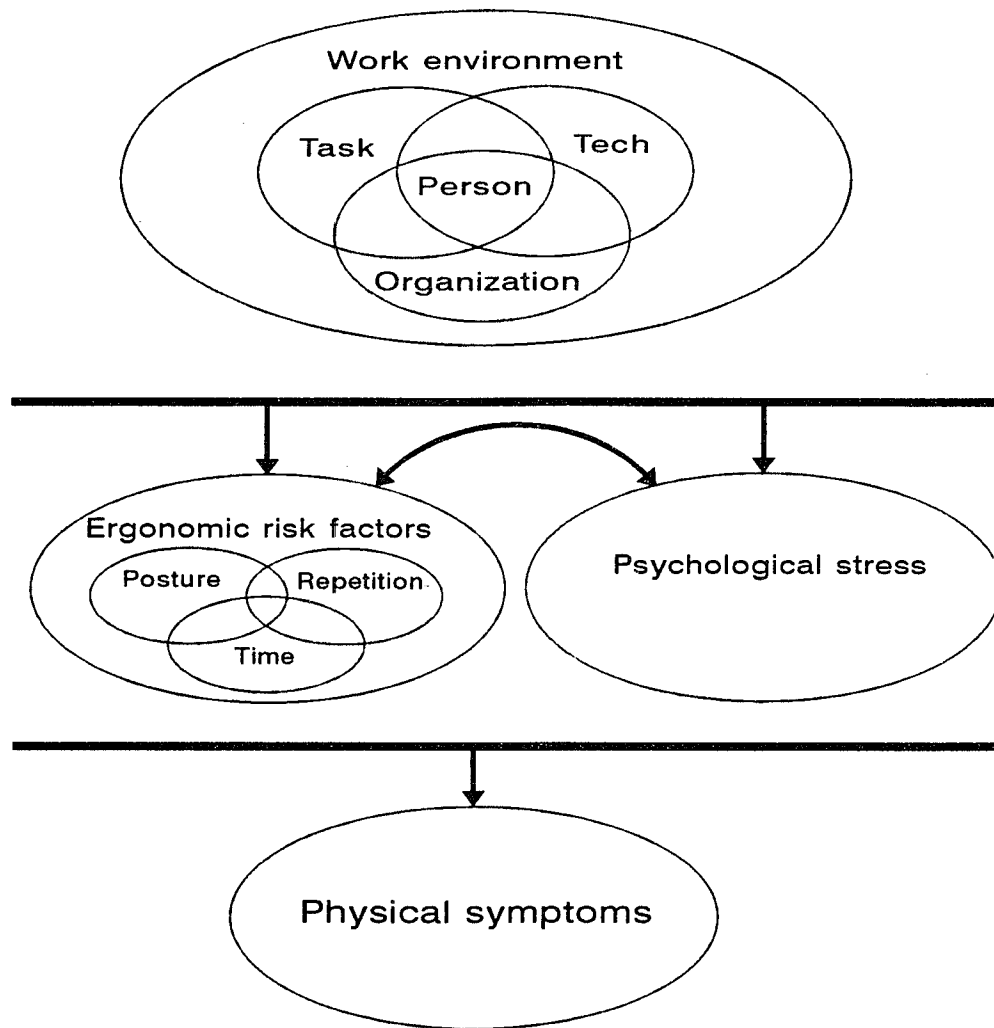 Work environment
Task
Tech
Person
Organization
Ergonomic risk factors
Posture
Repetition
Time
Psychological stress
Physical symptoms